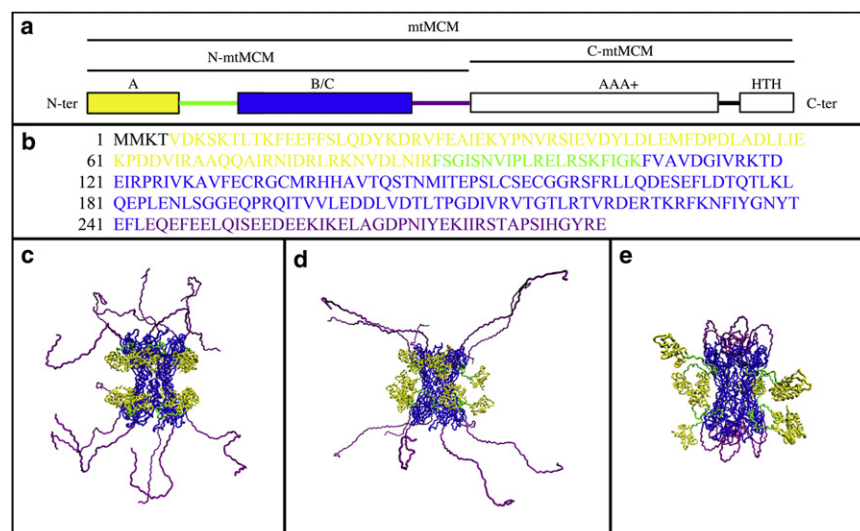 a
mtMCM
N-mtMCM
C-mtMCM
A
B/C
AAA+
HTH
N-ter
C-ter
b
1 MMKTVDKSKTLTKFEEFFSLQDYKDRVFEAIEKYPNVRSIEVDYLDLEMFDPDLADLLIE
61 KPDDVIRAAQQAIRNIDRLRKNVDLNIRFSGISNVIPLRELRSKFIGKFVAVDGIVRKTD
121 EIRPRIVKAVFECRGCMRHHAVTQSTNMITEPSLCSECGGRSFRLLQDESEFLDTQTLKL
181 QEPLENLSGGEQPRQITVVLEDDLVDTLTPGDIVRVTGTLRTVRDERTKRFKNFIYGNYT
241 EFLEQEFEELQISEEDEEKIKELAGDPNIYEKIIRSTAPSIHGYRE
c
d
e